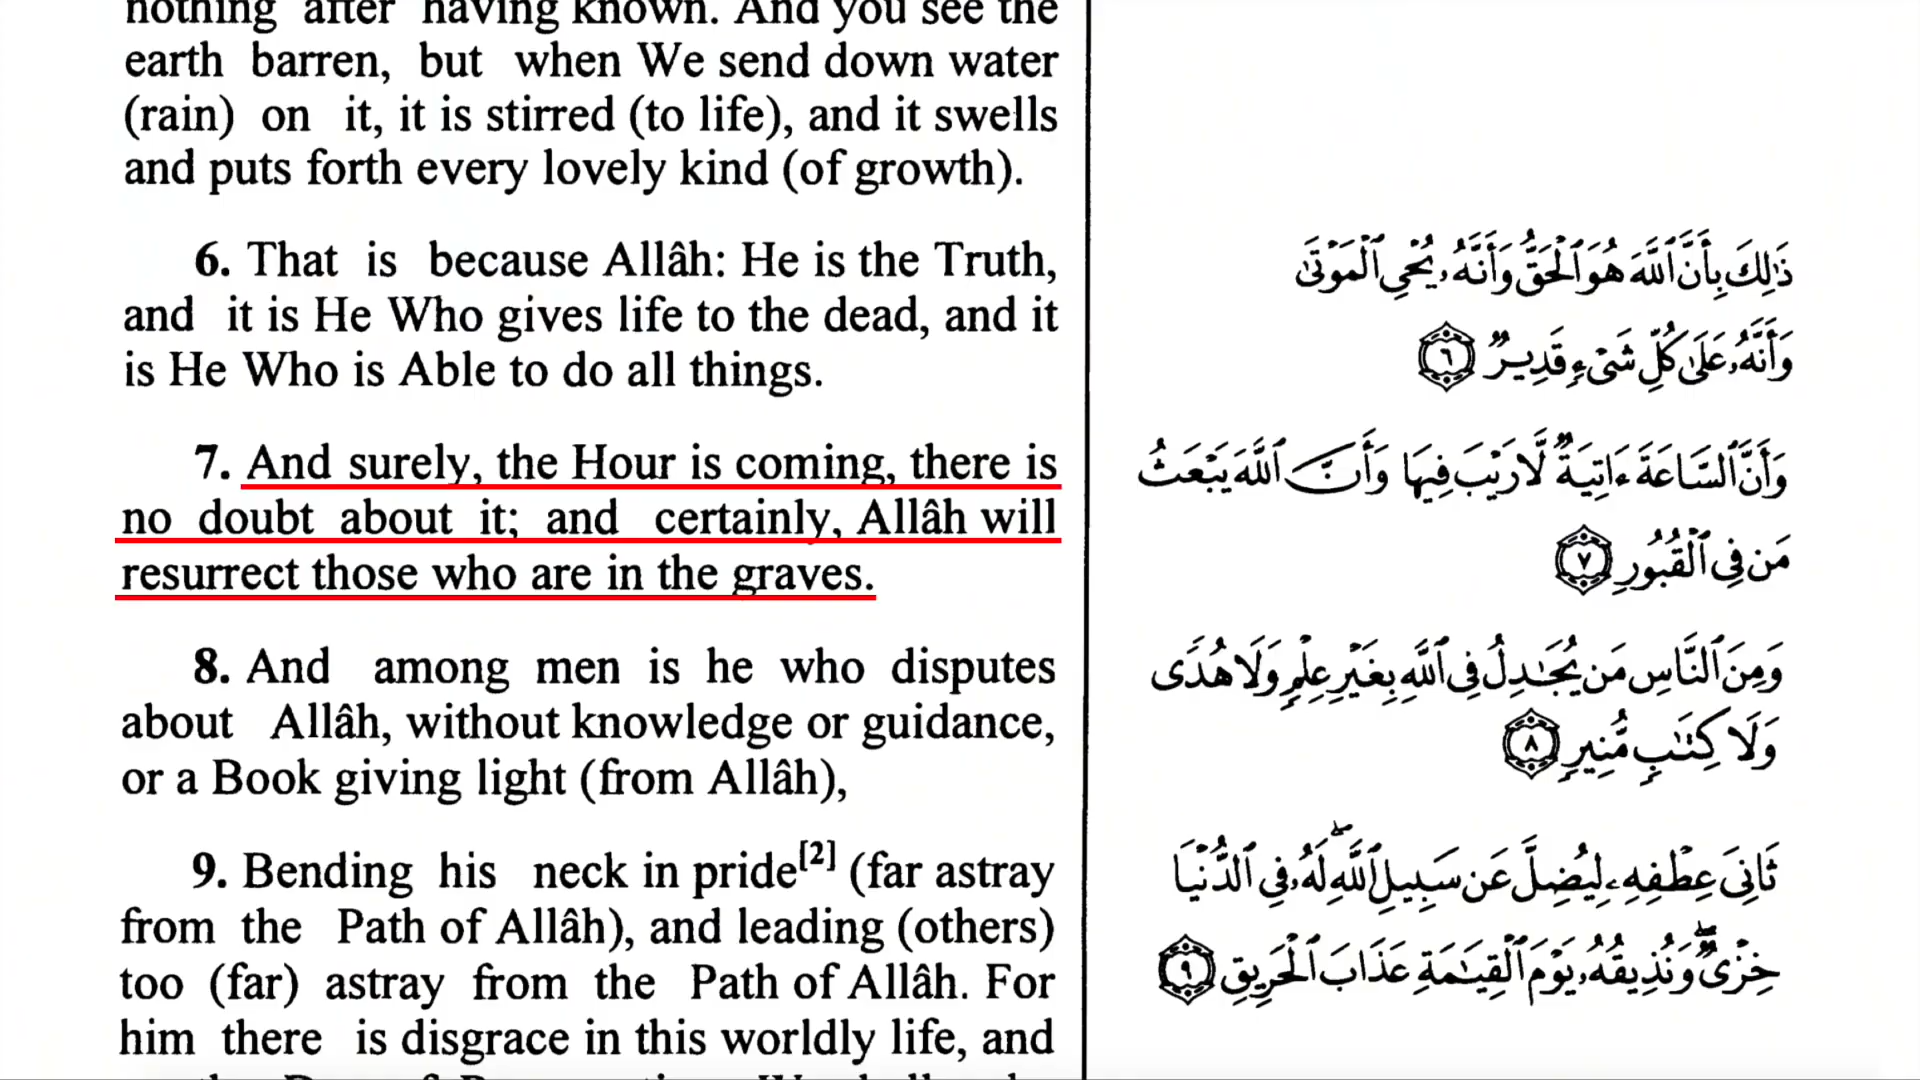 nothing after having known. And you see the
earth barren, but when We send down water
(rain) on it, it is stirred (to life), and it swells
and puts forth every lovely kind (of growth).
6. That is because Allâh: He is the Truth,
and it is He Who gives life to the dead, and it
is He Who is Able to do all things.
7. And surely, the Hour is coming, there is
no doubt about it; and certainly, Allâh will
resurrect those who are in the graves.
8. And among men is he who disputes
about Allâh, without knowledge or guidance,
or a Book giving light (from Allâh),
9. Bending his neck in pride[2] (far astray
from the Path of Allâh), and leading (others)
too (far) astray from the Path of Allâh. For
him there is disgrace in this worldly life, and
ذَٰلِكَ بِأَنَّ ٱللَّهَ هُوَ ٱلْحَقُّ وَأَنَّهُۥ يُحْىِ ٱلْمَوْتَىٰ
وَأَنَّهُۥ عَلَىٰ كُلِّ شَىْءٍ قَدِيرٌ ٦
وَأَنَّ ٱلسَّاعَةَ ءَاتِيَةٌ لَّا رَيْبَ فِيهَا وَأَنَّ ٱللَّهَ يَبْعَثُ
مَن فِى ٱلْقُبُورِ ٧
وَمِنَ ٱلنَّاسِ مَن يُجَٰدِلُ فِى ٱللَّهِ بِغَيْرِ عِلْمٍ وَلَا هُدًى
وَلَا كِتَٰبٍ مُّنِيرٍ ٨
ثَانِىَ عِطْفِهِۦ لِيُضِلَّ عَن سَبِيلِ ٱللَّهِ ۖ لَهُۥ فِى ٱلدُّنْيَا
خِزْىٌ ۖ وَنُذِيقُهُۥ يَوْمَ ٱلْقِيَٰمَةِ عَذَابَ ٱلْحَرِيقِ ٩